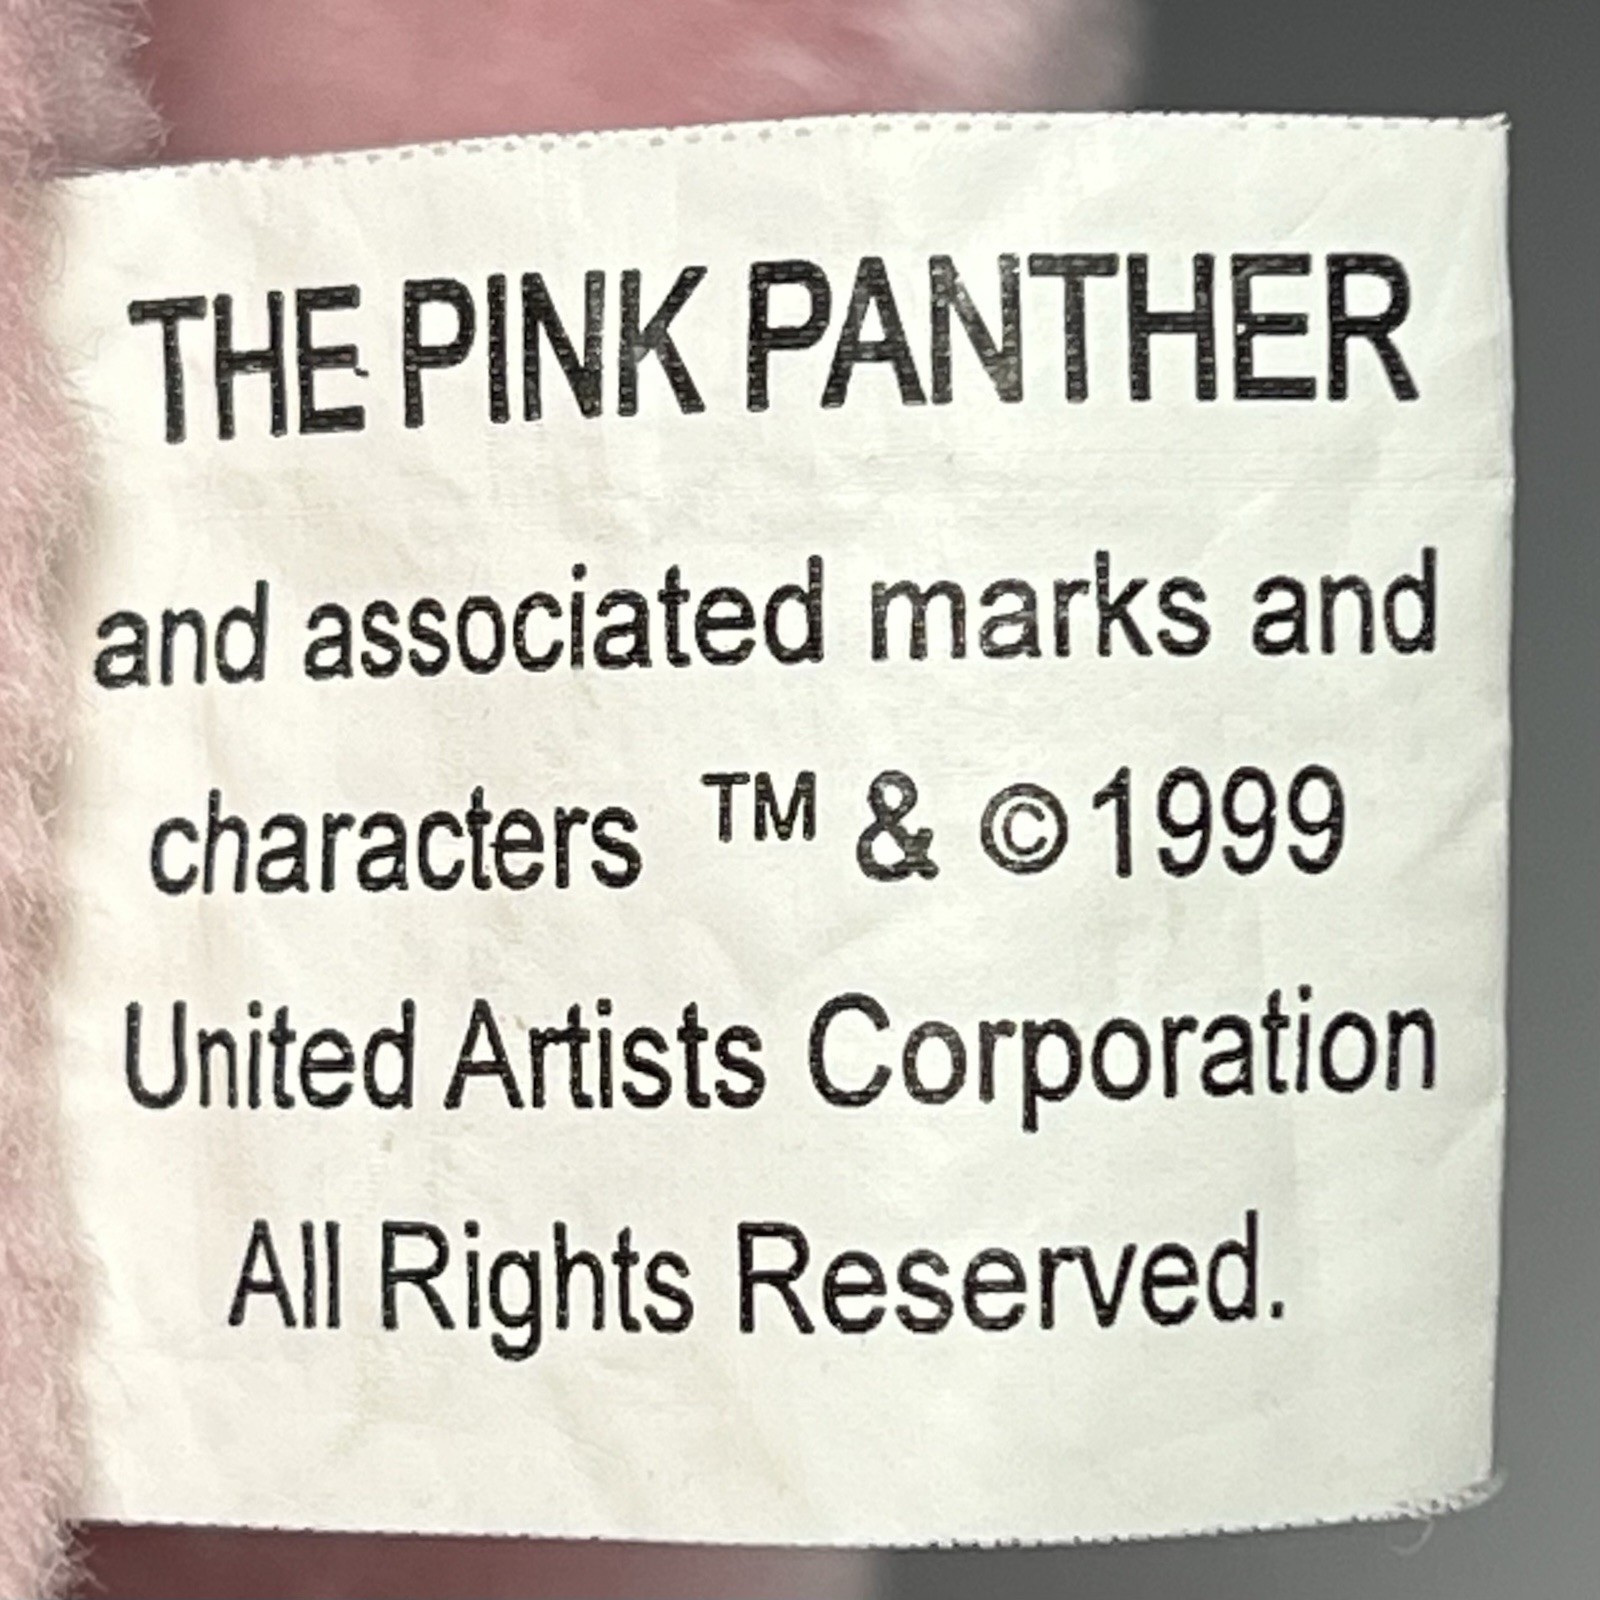 THE PINK PANTHER
and associated marks and
characters ™ & ©1999
United Artists Corporation
All Rights Reserved.